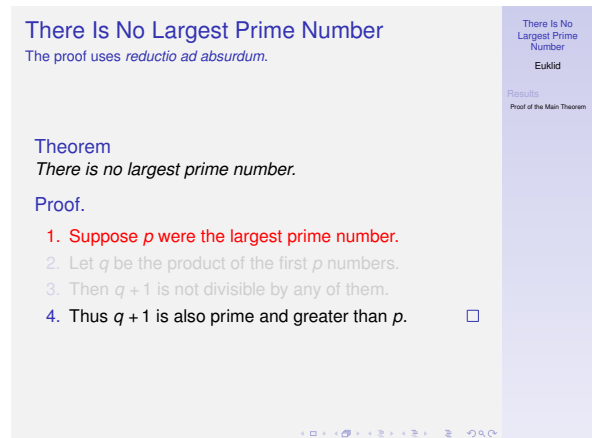 There Is No Largest Prime Number
The proof uses reductio ad absurdum.
Theorem
There is no largest prime number.
Proof.
1. Suppose p were the largest prime number.
2. Let q be the product of the first p numbers.
3. Then q + 1 is not divisible by any of them.
4. Thus q + 1 is also prime and greater than p.
There Is No
Largest Prime
Number
Euklid
Results
Proof of the Main Theorem